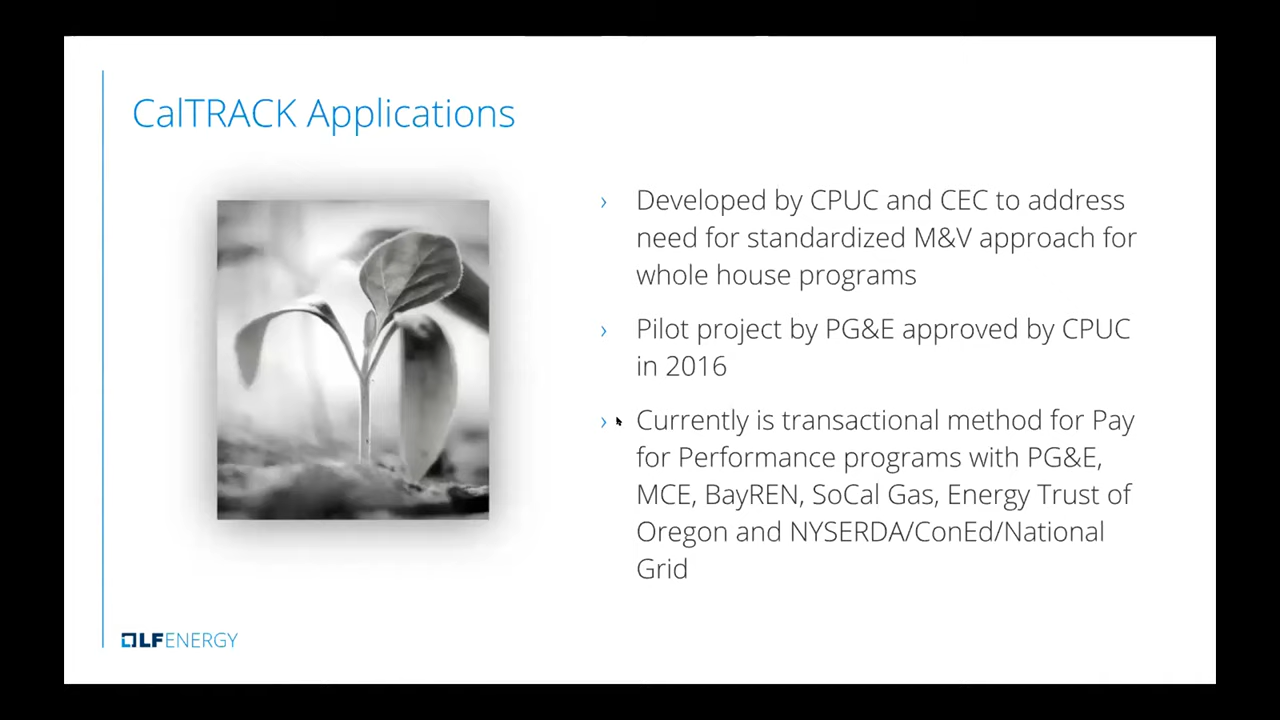 CalTRACK Applications
› Developed by CPUC and CEC to address
need for standardized M&V approach for
whole house programs
› Pilot project by PG&E approved by CPUC
in 2016
› Currently is transactional method for Pay
for Performance programs with PG&E,
MCE, BayREN, SoCal Gas, Energy Trust of
Oregon and NYSERDA/ConEd/National
Grid
LFENERGY